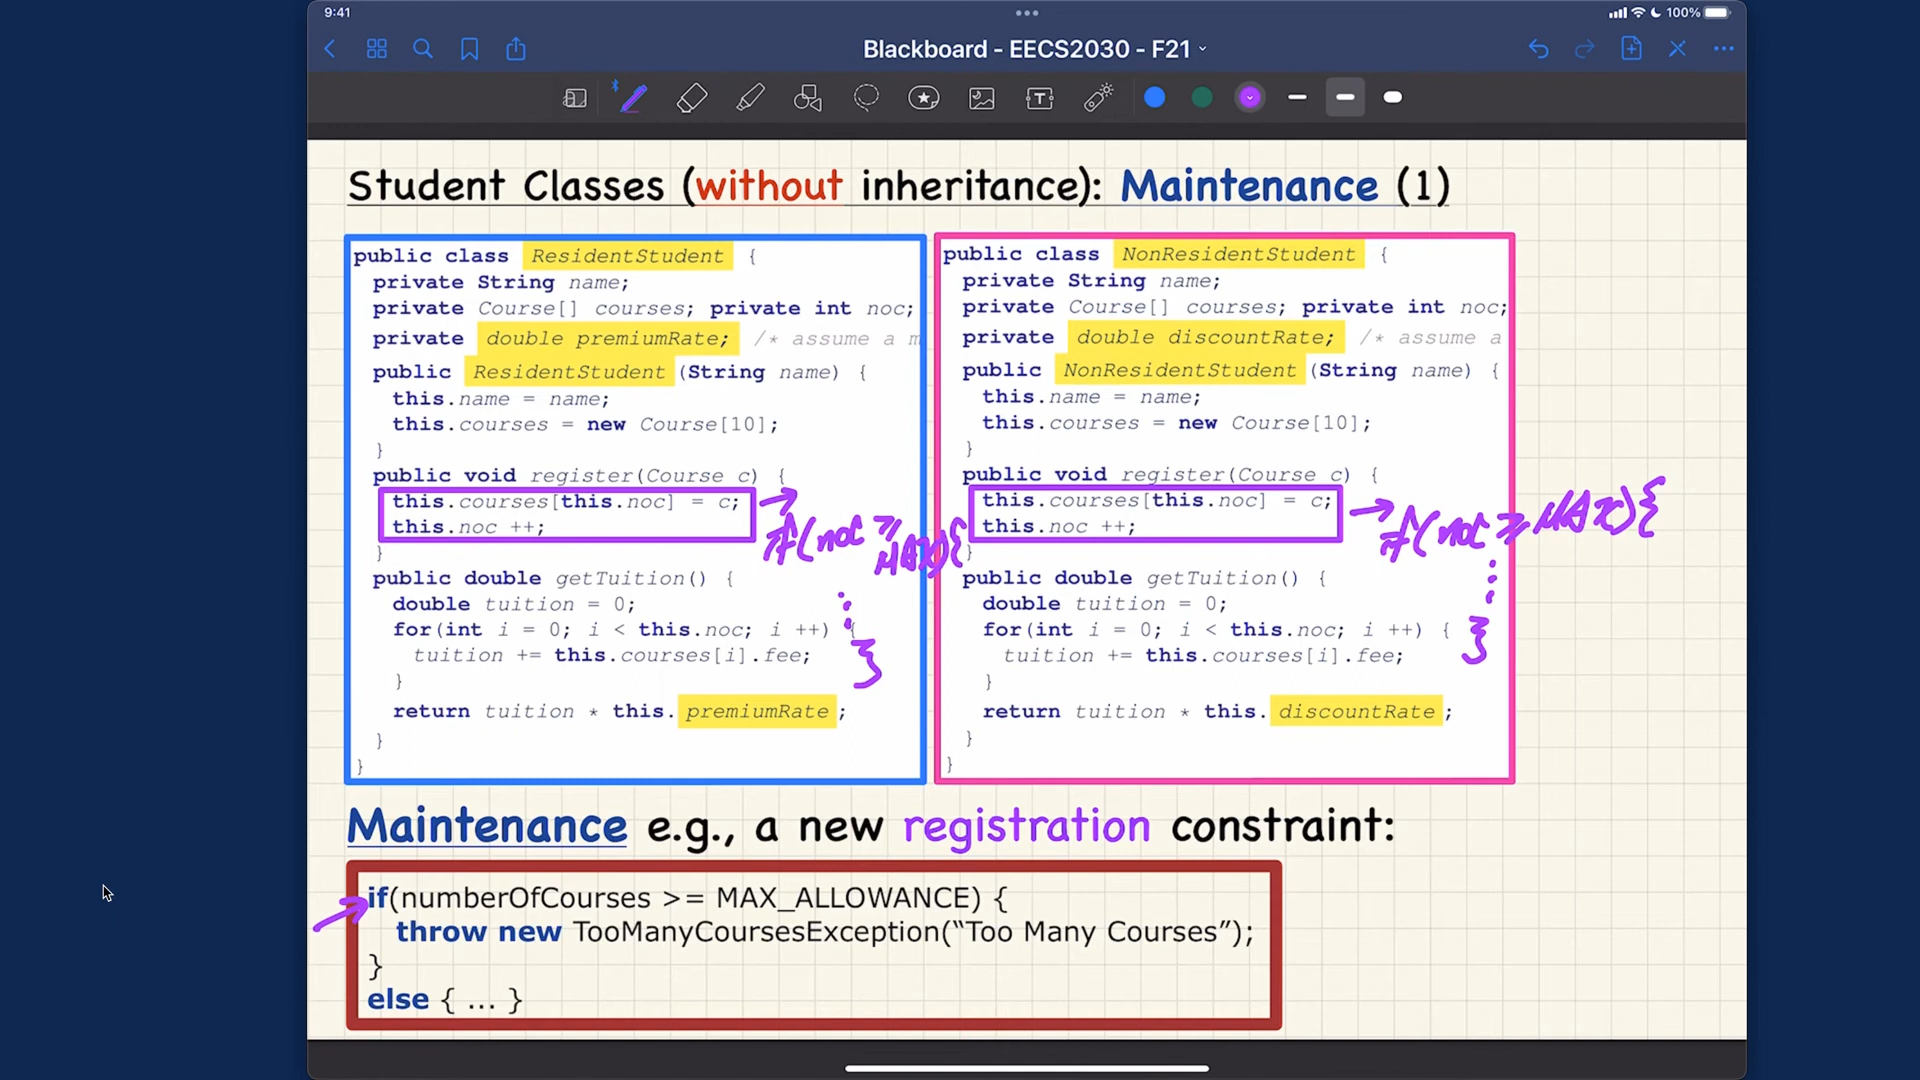 9:41
100%
Blackboard - EECS2030 - F21
Student Classes (without inheritance): Maintenance (1)
public class ResidentStudent {
private String name;
private Course[] courses; private int noc;
private double premiumRate; /* assume a m
public ResidentStudent (String name) {
this.name = name;
this.courses = new Course[10];
}
public void register(Course c) {
this.courses[this.noc] = c;
this.noc ++;
}
public double getTuition() {
double tuition = 0;
for(int i = 0; i < this.noc; i ++) {
tuition += this.courses[i].fee;
}
return tuition * this. premiumRate ;
}
}
if(noc ≥
MAX){
⋮
}
public class NonResidentStudent {
private String name;
private Course[] courses; private int noc;
private double discountRate; /* assume a
public NonResidentStudent (String name) {
this.name = name;
this.courses = new Course[10];
}
public void register(Course c) {
this.courses[this.noc] = c;
this.noc ++;
}
public double getTuition() {
double tuition = 0;
for(int i = 0; i < this.noc; i ++) {
tuition += this.courses[i].fee;
}
return tuition * this. discountRate ;
}
}
if(noc ≥ MAX){
⋮
}
Maintenance e.g., a new registration constraint:
if(numberOfCourses >= MAX_ALLOWANCE) {
throw new TooManyCoursesException(“Too Many Courses”);
}
else { ... }